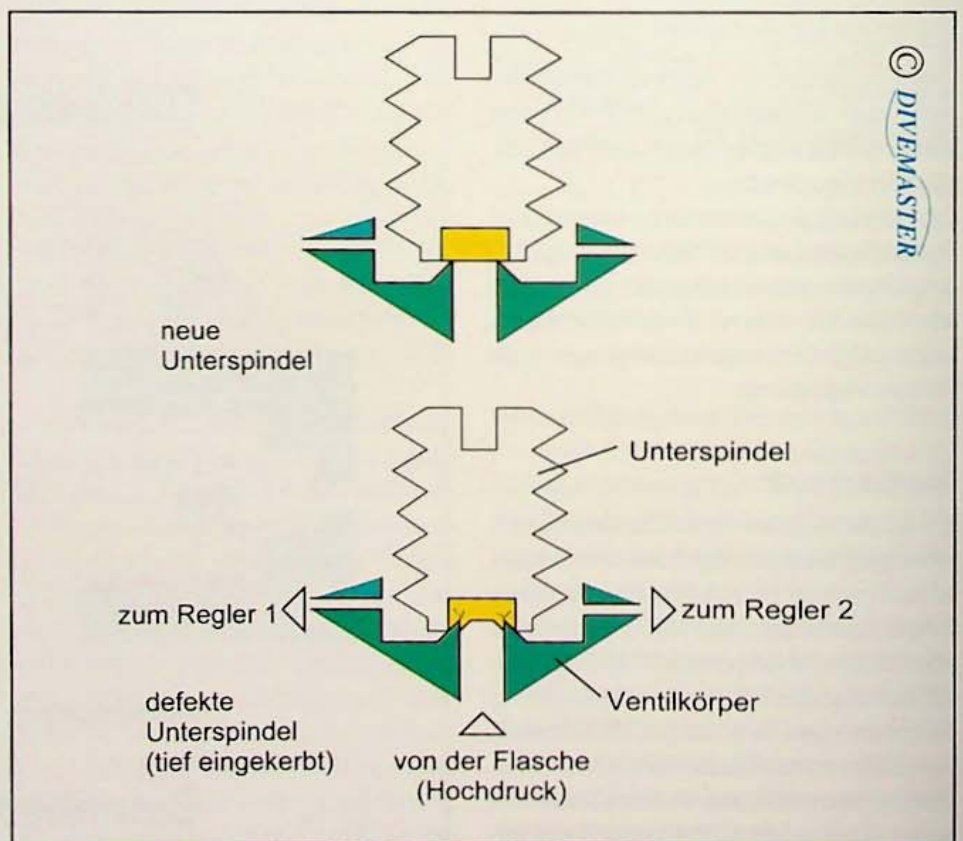 © DIVEMASTER
neue
Unterspindel
Unterspindel
zum Regler 1
zum Regler 2
Ventilkörper
defekte
Unterspindel
(tief eingekerbt)
von der Flasche
(Hochdruck)